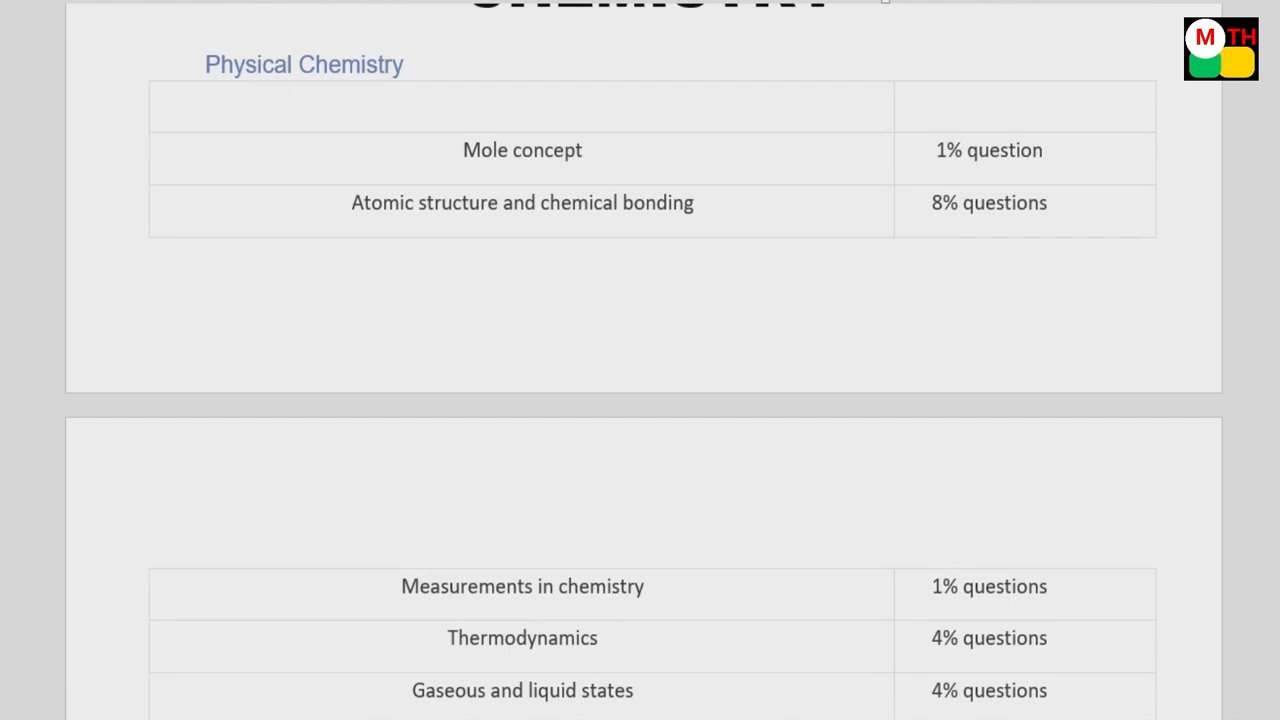 CHEMISTRY
M TH
Physical Chemistry
Mole concept 1% question
Atomic structure and chemical bonding 8% questions
Measurements in chemistry 1% questions
Thermodynamics 4% questions
Gaseous and liquid states 4% questions